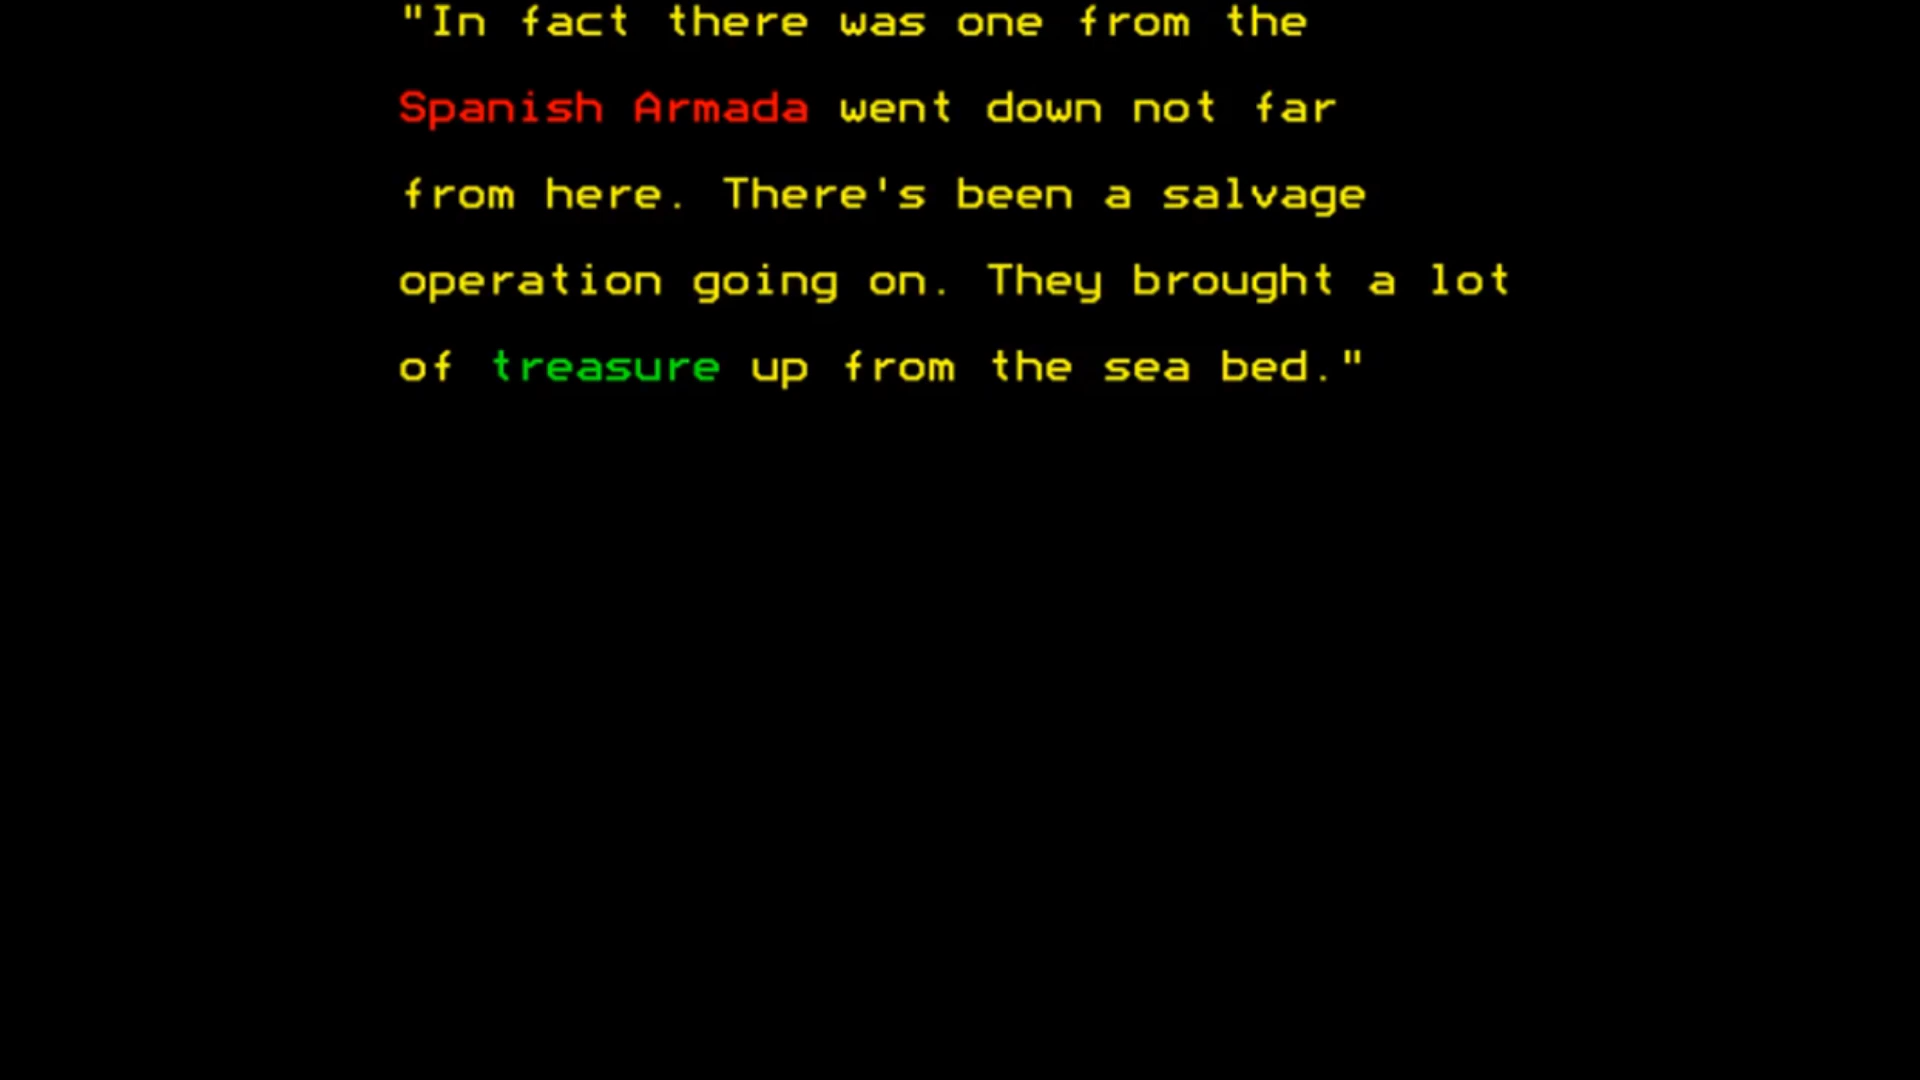 "In fact there was one from the
Spanish Armada went down not far
from here. There's been a salvage
operation going on. They brought a lot
of treasure up from the sea bed."